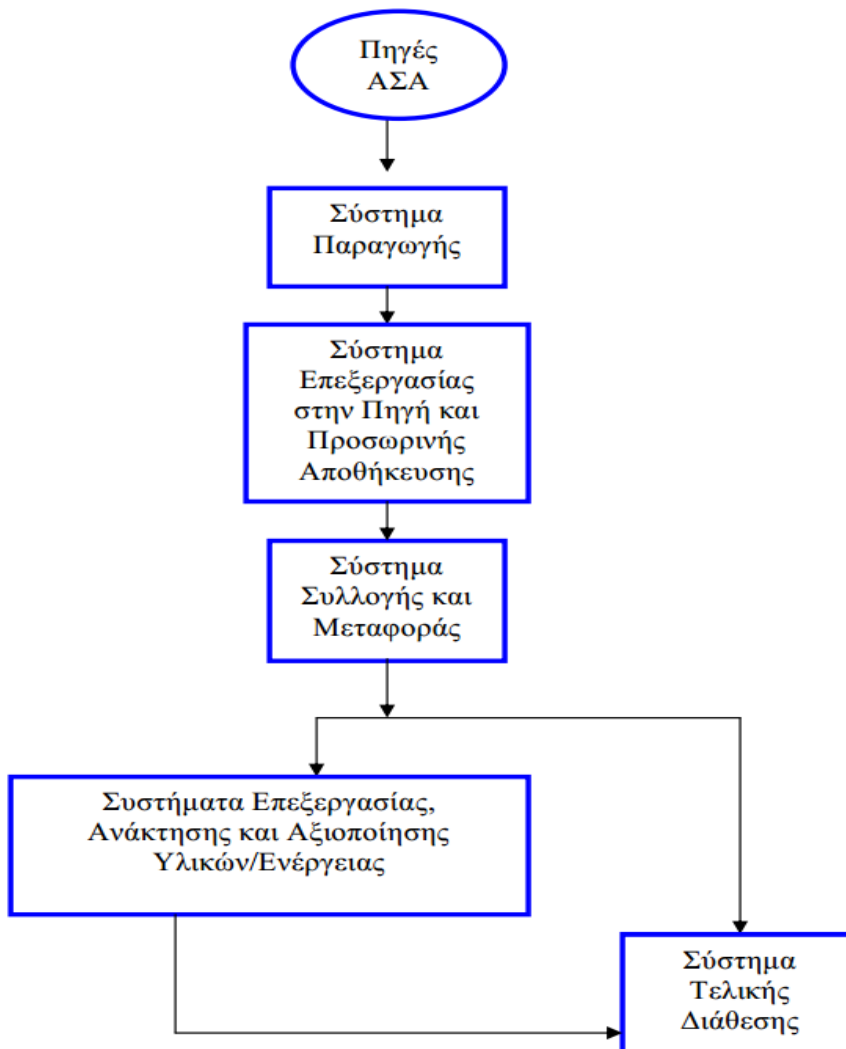 Πηγές
ΑΣΑ
Σύστημα
Παραγωγής
Σύστημα
Επεξεργασίας
στην Πηγή και
Προσωρινής
Αποθήκευσης
Σύστημα
Συλλογής και
Μεταφοράς
Συστήματα Επεξεργασίας,
Ανάκτησης και Αξιοποίησης
Υλικών/Ενέργειας
Σύστημα
Τελικής
Διάθεσης